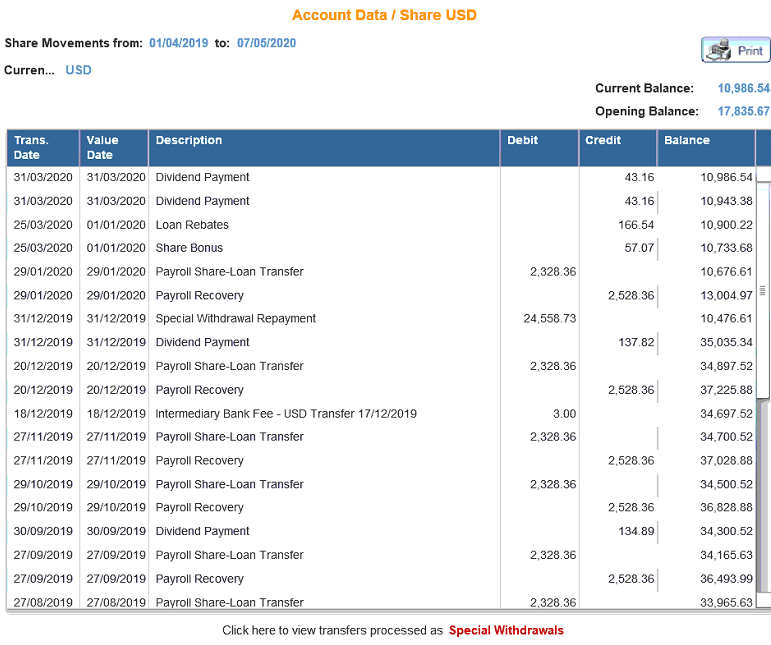 Account Data / Share USD
Share Movements from: 01/04/2019 to: 07/05/2020
Print
Curren... USD
Current Balance: 10,986.54
Opening Balance: 17,835.67
Trans. Date Value Date Description Debit Credit Balance
31/03/2020 31/03/2020 Dividend Payment 43.16 10,986.54
31/03/2020 31/03/2020 Dividend Payment 43.16 10,943.38
25/03/2020 01/01/2020 Loan Rebates 166.54 10,900.22
25/03/2020 01/01/2020 Share Bonus 57.07 10,733.68
29/01/2020 29/01/2020 Payroll Share-Loan Transfer 2,328.36 10,676.61
29/01/2020 29/01/2020 Payroll Recovery 2,528.36 13,004.97
31/12/2019 31/12/2019 Special Withdrawal Repayment 24,558.73 10,476.61
31/12/2019 31/12/2019 Dividend Payment 137.82 35,035.34
20/12/2019 20/12/2019 Payroll Share-Loan Transfer 2,328.36 34,897.52
20/12/2019 20/12/2019 Payroll Recovery 2,528.36 37,225.88
18/12/2019 18/12/2019 Intermediary Bank Fee - USD Transfer 17/12/2019 3.00 34,697.52
27/11/2019 27/11/2019 Payroll Share-Loan Transfer 2,328.36 34,700.52
27/11/2019 27/11/2019 Payroll Recovery 2,528.36 37,028.88
29/10/2019 29/10/2019 Payroll Share-Loan Transfer 2,328.36 34,500.52
29/10/2019 29/10/2019 Payroll Recovery 2,528.36 36,828.88
30/09/2019 30/09/2019 Dividend Payment 134.89 34,300.52
27/09/2019 27/09/2019 Payroll Share-Loan Transfer 2,328.36 34,165.63
27/09/2019 27/09/2019 Payroll Recovery 2,528.36 36,493.99
27/08/2019 27/08/2019 Payroll Share-Loan Transfer 2,328.36 33,965.63
Click here to view transfers processed as Special Withdrawals